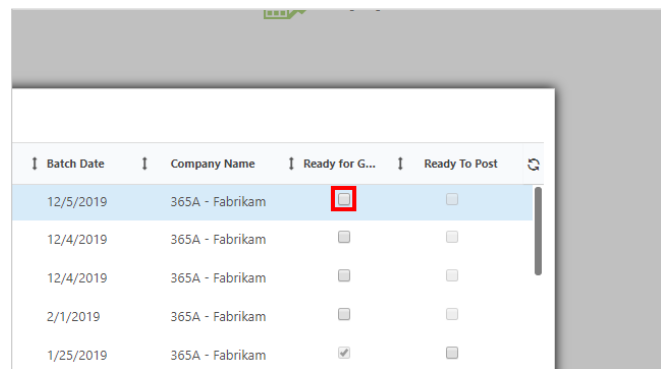 Batch Date Company Name Ready for G... Ready To Post
12/5/2019 365A - Fabrikam
12/4/2019 365A - Fabrikam
12/4/2019 365A - Fabrikam
2/1/2019 365A - Fabrikam
1/25/2019 365A - Fabrikam